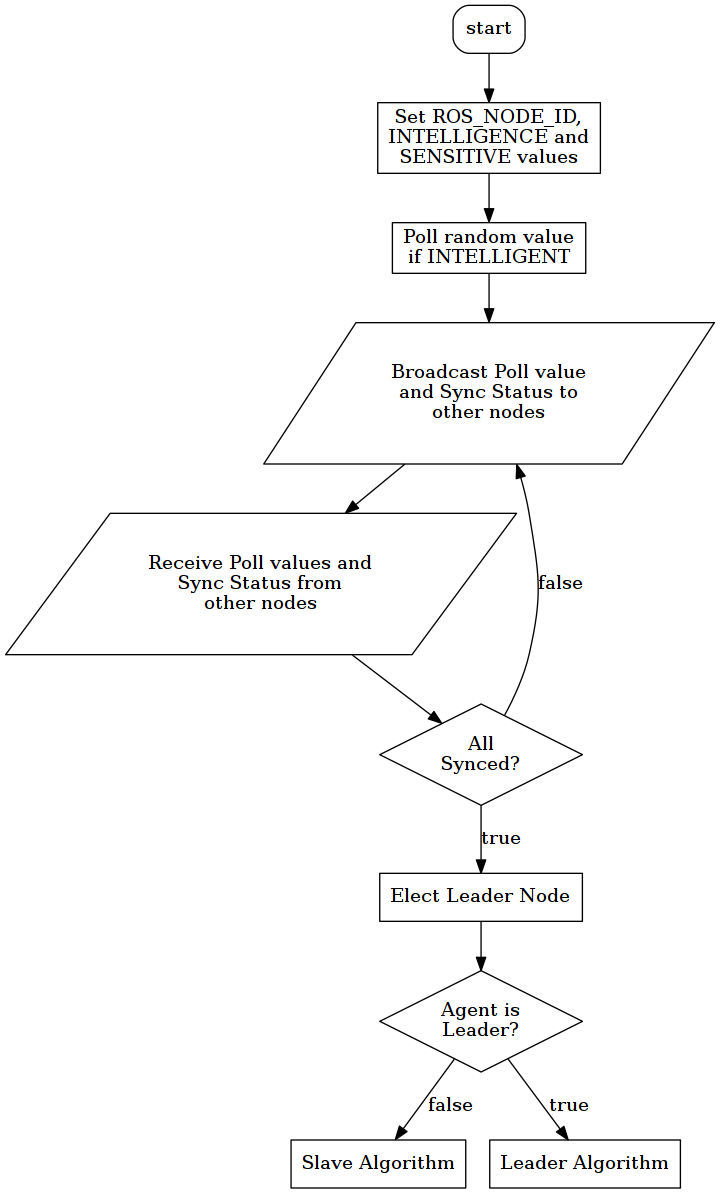 start
Set ROS_NODE_ID,
INTELLIGENCE and
SENSITIVE values
Poll random value
if INTELLIGENT
Broadcast Poll value
and Sync Status to
other nodes
Receive Poll values and
Sync Status from
other nodes
false
All
Synced?
true
Elect Leader Node
Agent is
Leader?
false
true
Slave Algorithm
Leader Algorithm